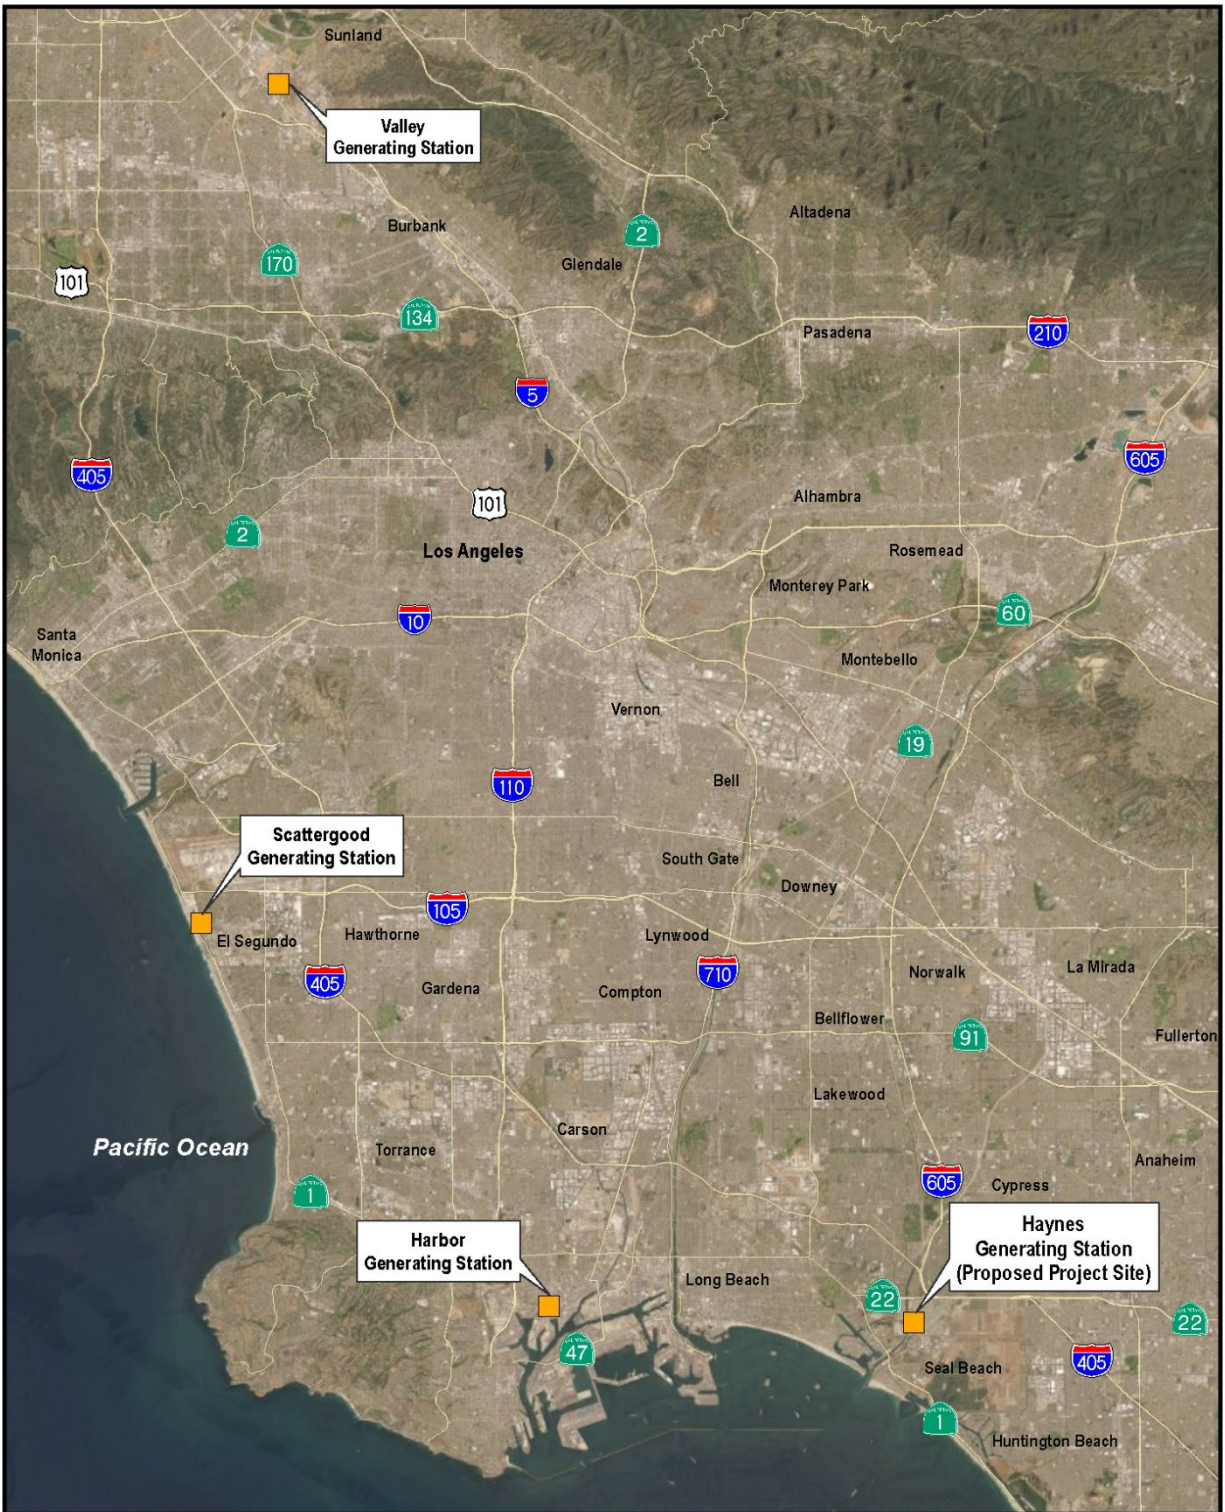 Sunland
Valley
Generating Station
Altadena
Burbank
2
Glendale
170
101
134
Pasadena
210
5
605
405
Alhambra
101
2
Los Angeles
Rosemead
Monterey Park
10
60
Santa
Monica
Montebello
Vernon
19
Bell
110
Scattergood
Generating Station
South Gate
Downey
105
Hawthorne
El Segundo
Lynwood
La Mirada
710
Norwalk
405
Gardena
Compton
Bellflower
91
Fullerton
Lakewood
Carson
Pacific Ocean
Torrance
Anaheim
605
Cypress
1
Haynes
Generating Station
(Proposed Project Site)
Harbor
Generating Station
Long Beach
22
22
47
405
Seal Beach
1
Huntington Beach